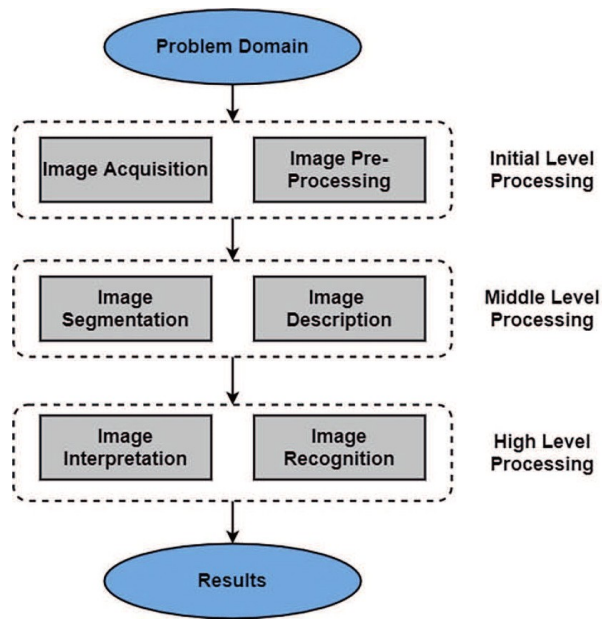 Problem Domain
Image Acquisition
Image Pre-
Processing
Initial Level
Processing
Image
Segmentation
Image
Description
Middle Level
Processing
Image
Interpretation
Image
Recognition
High Level
Processing
Results